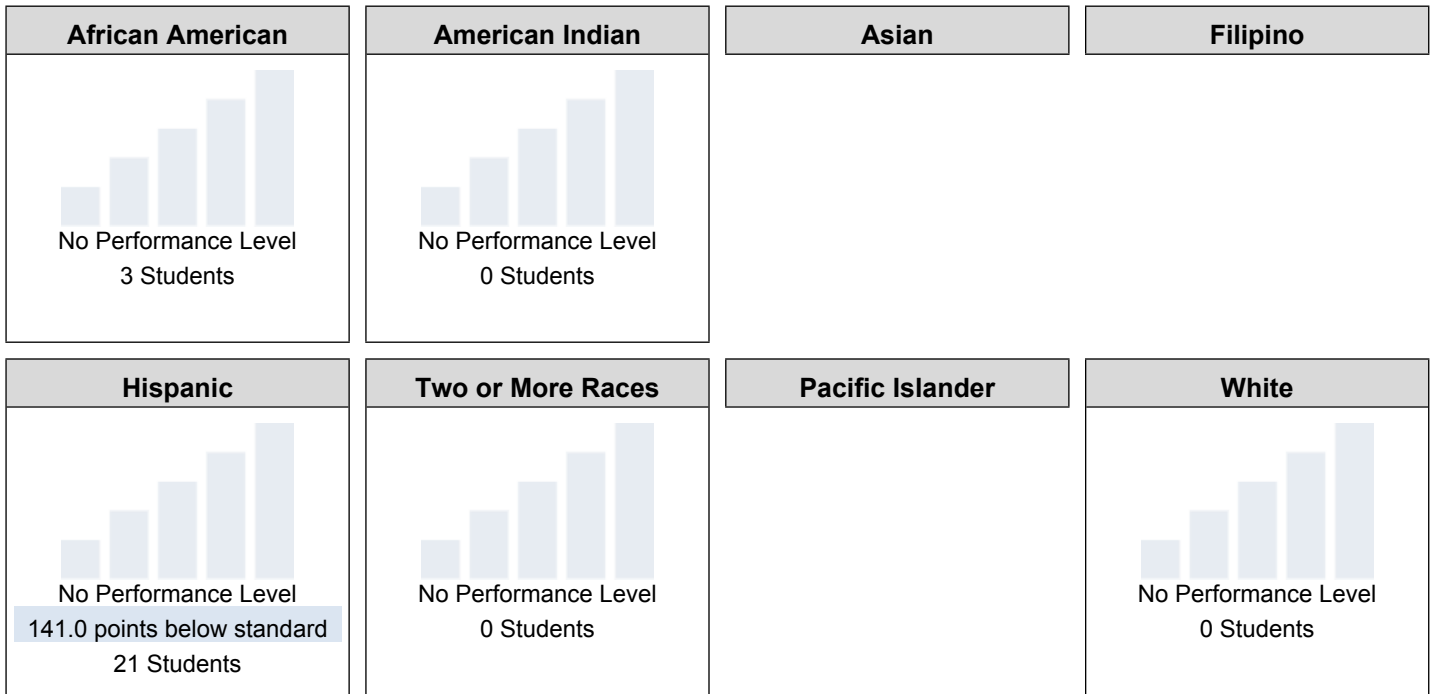 African American
No Performance Level
3 Students
American Indian
No Performance Level
0 Students
Asian
Filipino
Hispanic
No Performance Level
141.0 points below standard
21 Students
Two or More Races
No Performance Level
0 Students
Pacific Islander
White
No Performance Level
0 Students